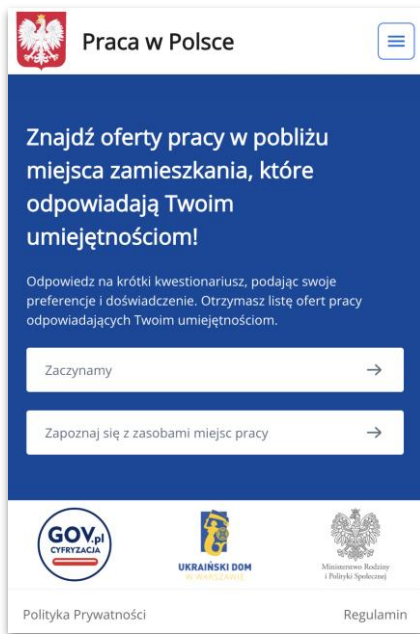 Praca w Polsce
Znajdź oferty pracy w pobliżu
miejsca zamieszkania, które
odpowiadają Twoim
umiejętnościom!
Odpowiedz na krótki kwestionariusz, podając swoje
preferencje i doświadczenie. Otrzymasz listę ofert pracy
odpowiadających Twoim umiejętnościom.
Zaczynamy
Zapoznaj się z zasobami miejsc pracy
GOV.pl
CYFRYZACJA
UKRAIŃSKI DOM
W WARSZAWIE
Ministerstwo Rodziny
i Polityki Społecznej
Polityka Prywatności
Regulamin